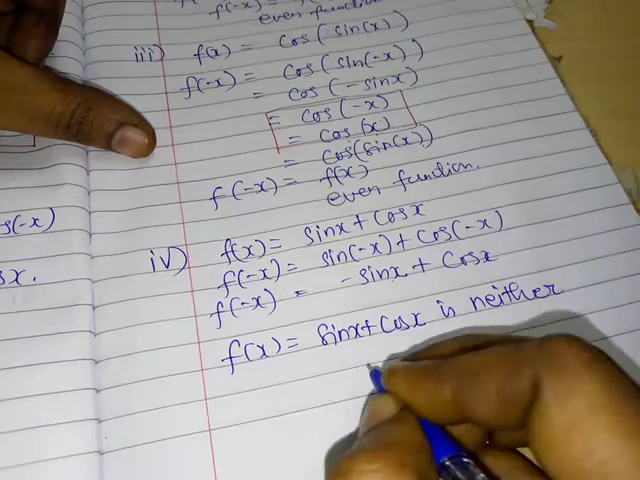 f(-x) =
even function
iii) f(x) = cos(sin(x))
f(-x) = cos(sin(-x))
= cos(-sinx)
= cos(-x)
= cos(x)
= cos(sin(x))
f(-x) = f(x)
even function.
iv) f(x) = sinx + cosx
f(-x) = sin(-x) + cos(-x)
f(-x) = -sinx + cosx
f(x) = sinx + cosx is neither
s(-x)
sx.